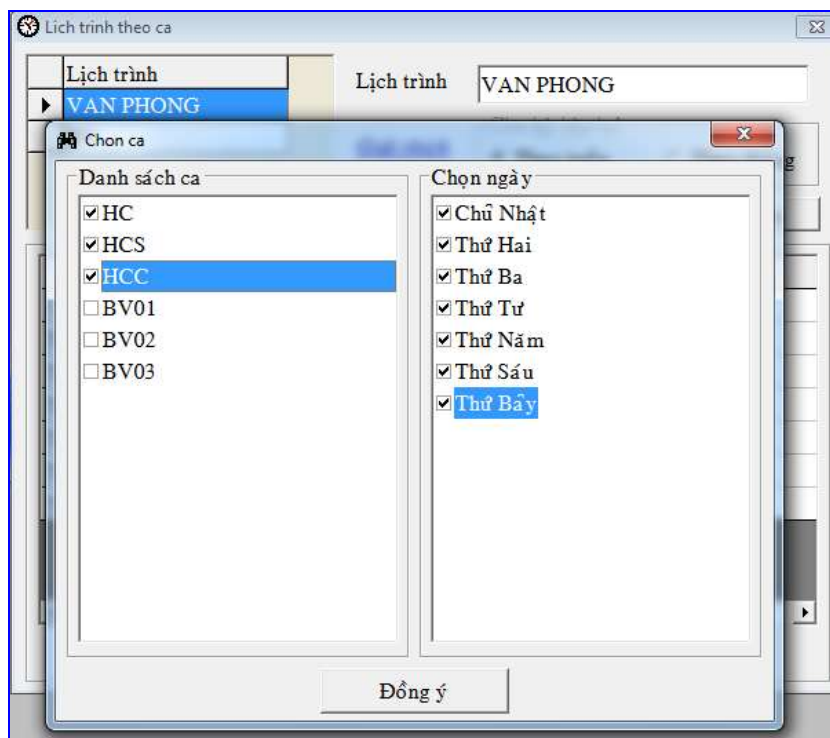 Lich trinh theo ca
Lịch trình
VAN PHONG
Lịch trình
VAN PHONG
Chon ca
Danh sách ca
HC
HCS
HCC
BV01
BV02
BV03
Chọn ngày
Chủ Nhật
Thứ Hai
Thứ Ba
Thứ Tư
Thứ Năm
Thứ Sáu
Thứ Bảy
Đồng ý